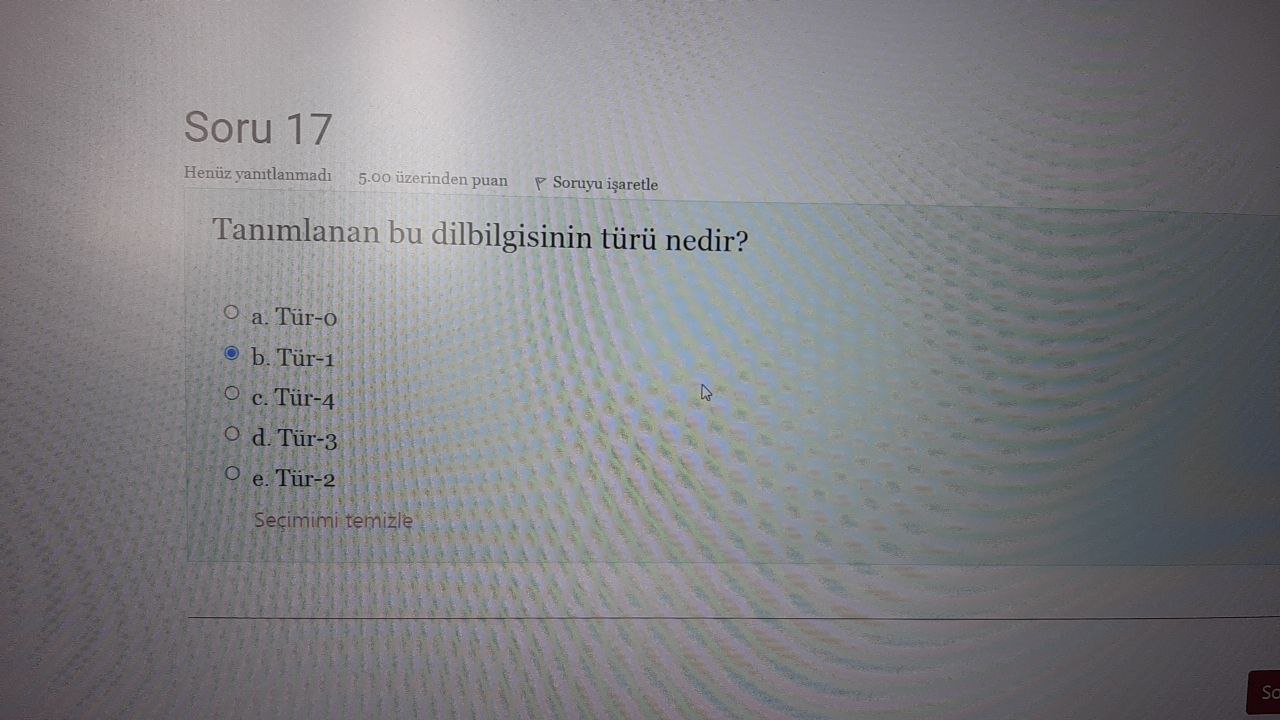 Soru 17
Henüz yanıtlanmadı 5.00 üzerinden puan Soruyu işaretle
Tanımlanan bu dilbilgisinin türü nedir?
a. Tür-0
b. Tür-1
c. Tür-4
d. Tür-3
e. Tür-2
Seçimimi temizle